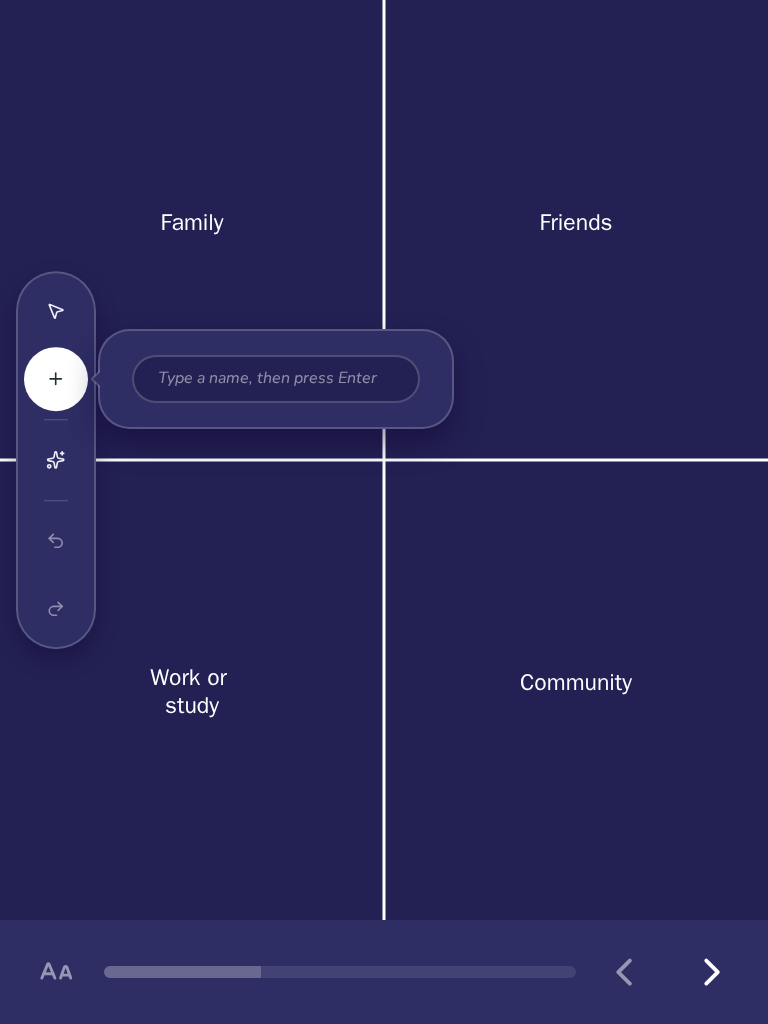 Family
Friends
Type a name, then press Enter
Work or
study
Community
AA